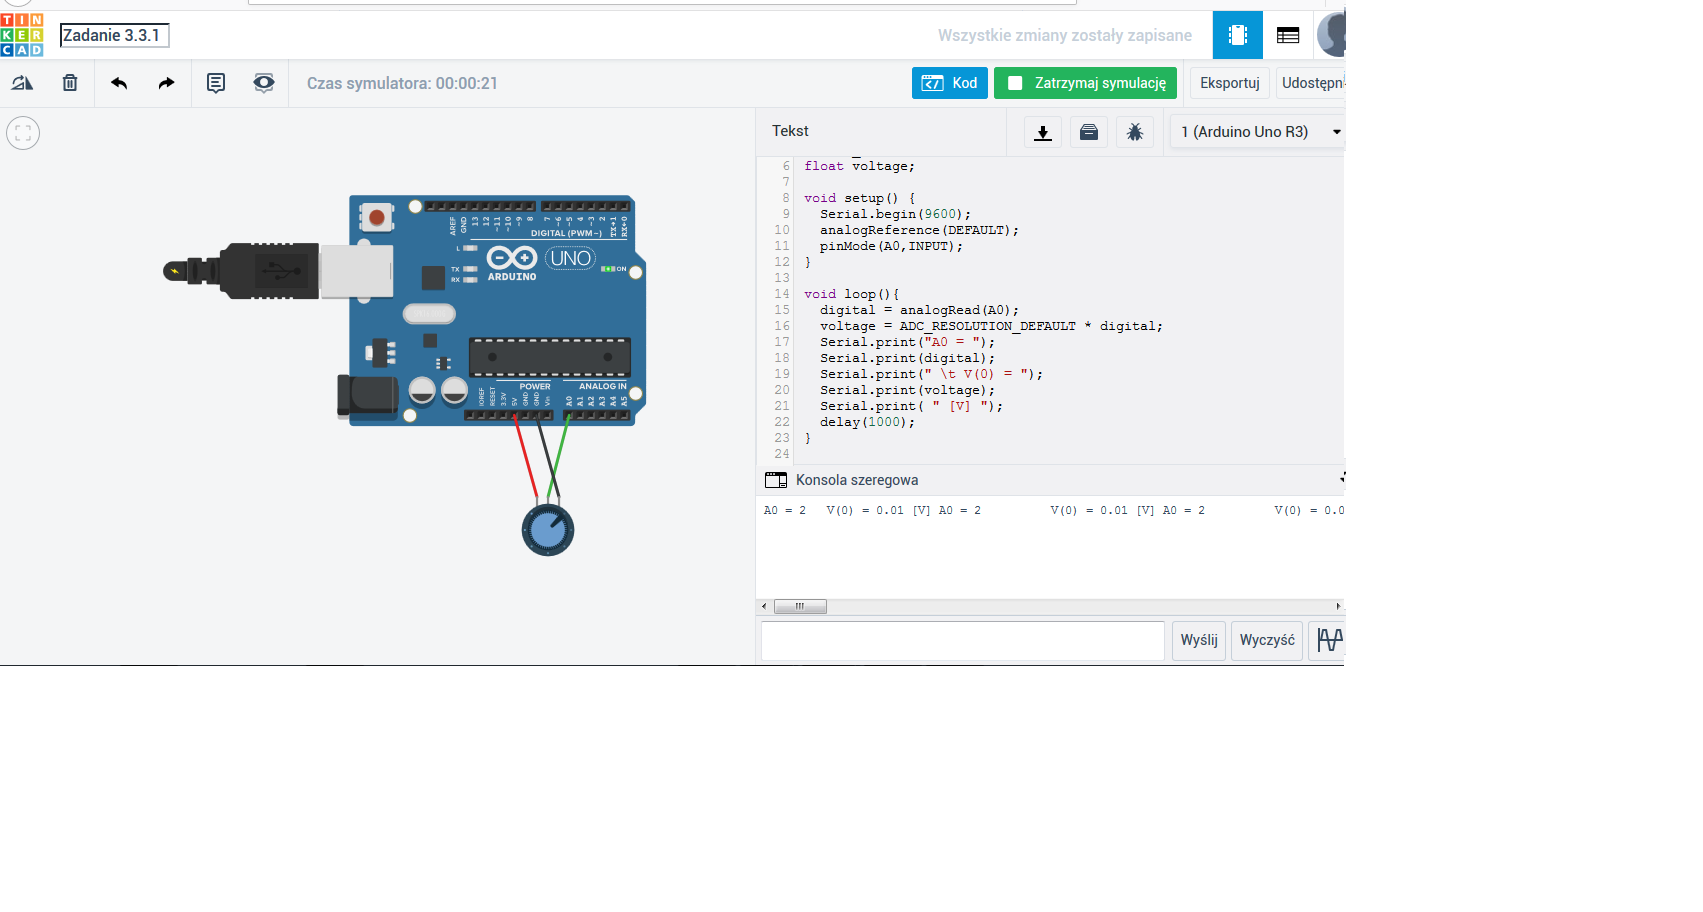 TIN
KER
CAD
Zadanie 3.3.1
Wszystkie zmiany zostały zapisane
Czas symulatora: 00:00:21
Kod
Zatrzymaj symulację
Eksportuj
Udostępni
Tekst
1 (Arduino Uno R3)
6 float voltage;
7
8 void setup() {
9 Serial.begin(9600);
10 analogReference(DEFAULT);
11 pinMode(A0,INPUT);
12 }
13
14 void loop(){
15 digital = analogRead(A0);
16 voltage = ADC_RESOLUTION_DEFAULT * digital;
17 Serial.print("A0 = ");
18 Serial.print(digital);
19 Serial.print(" \t V(0) = ");
20 Serial.print(voltage);
21 Serial.print( " [V] ");
22 delay(1000);
23 }
24
AREF GND 13 12 ~11 ~10 ~9 8 7 ~6 ~5 4 ~3 2 TX→1 RX←0
DIGITAL (PWM~)
L
TX
RX
ARDUINO
UNO
ON
POWER
ANALOG IN
IOREF RESET 3.3V 5V GND GND Vin A0 A1 A2 A3 A4 A5
Konsola szeregowa
A0 = 2 V(0) = 0.01 [V] A0 = 2 V(0) = 0.01 [V] A0 = 2 V(0) = 0.0
Wyślij
Wyczyść